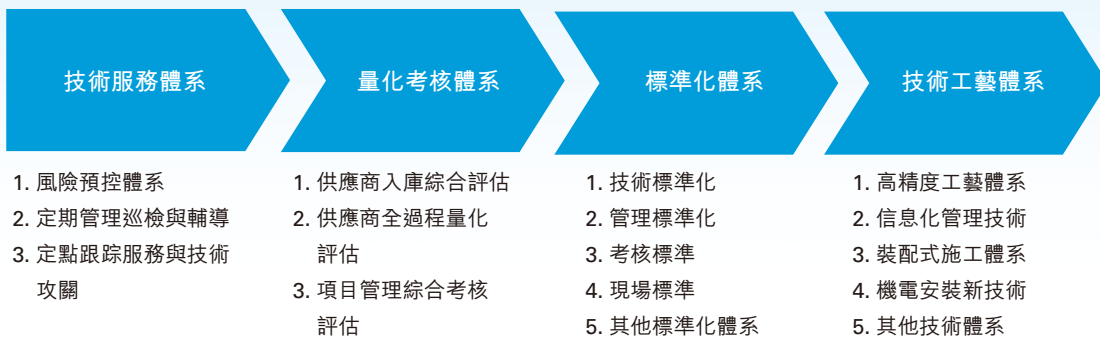 技術服務體系
1. 風險預控體系
2. 定期管理巡檢與輔導
3. 定點跟踪服務與技術
攻關
量化考核體系
1. 供應商入庫綜合評估
2. 供應商全過程量化
評估
3. 項目管理綜合考核
評估
標準化體系
1. 技術標準化
2. 管理標準化
3. 考核標準
4. 現場標準
5. 其他標準化體系
技術工藝體系
1. 高精度工藝體系
2. 信息化管理技術
3. 裝配式施工體系
4. 機電安裝新技術
5. 其他技術體系